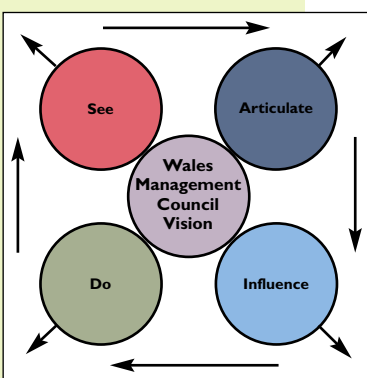 See
Articulate
Wales
Management
Council
Vision
Do
Influence